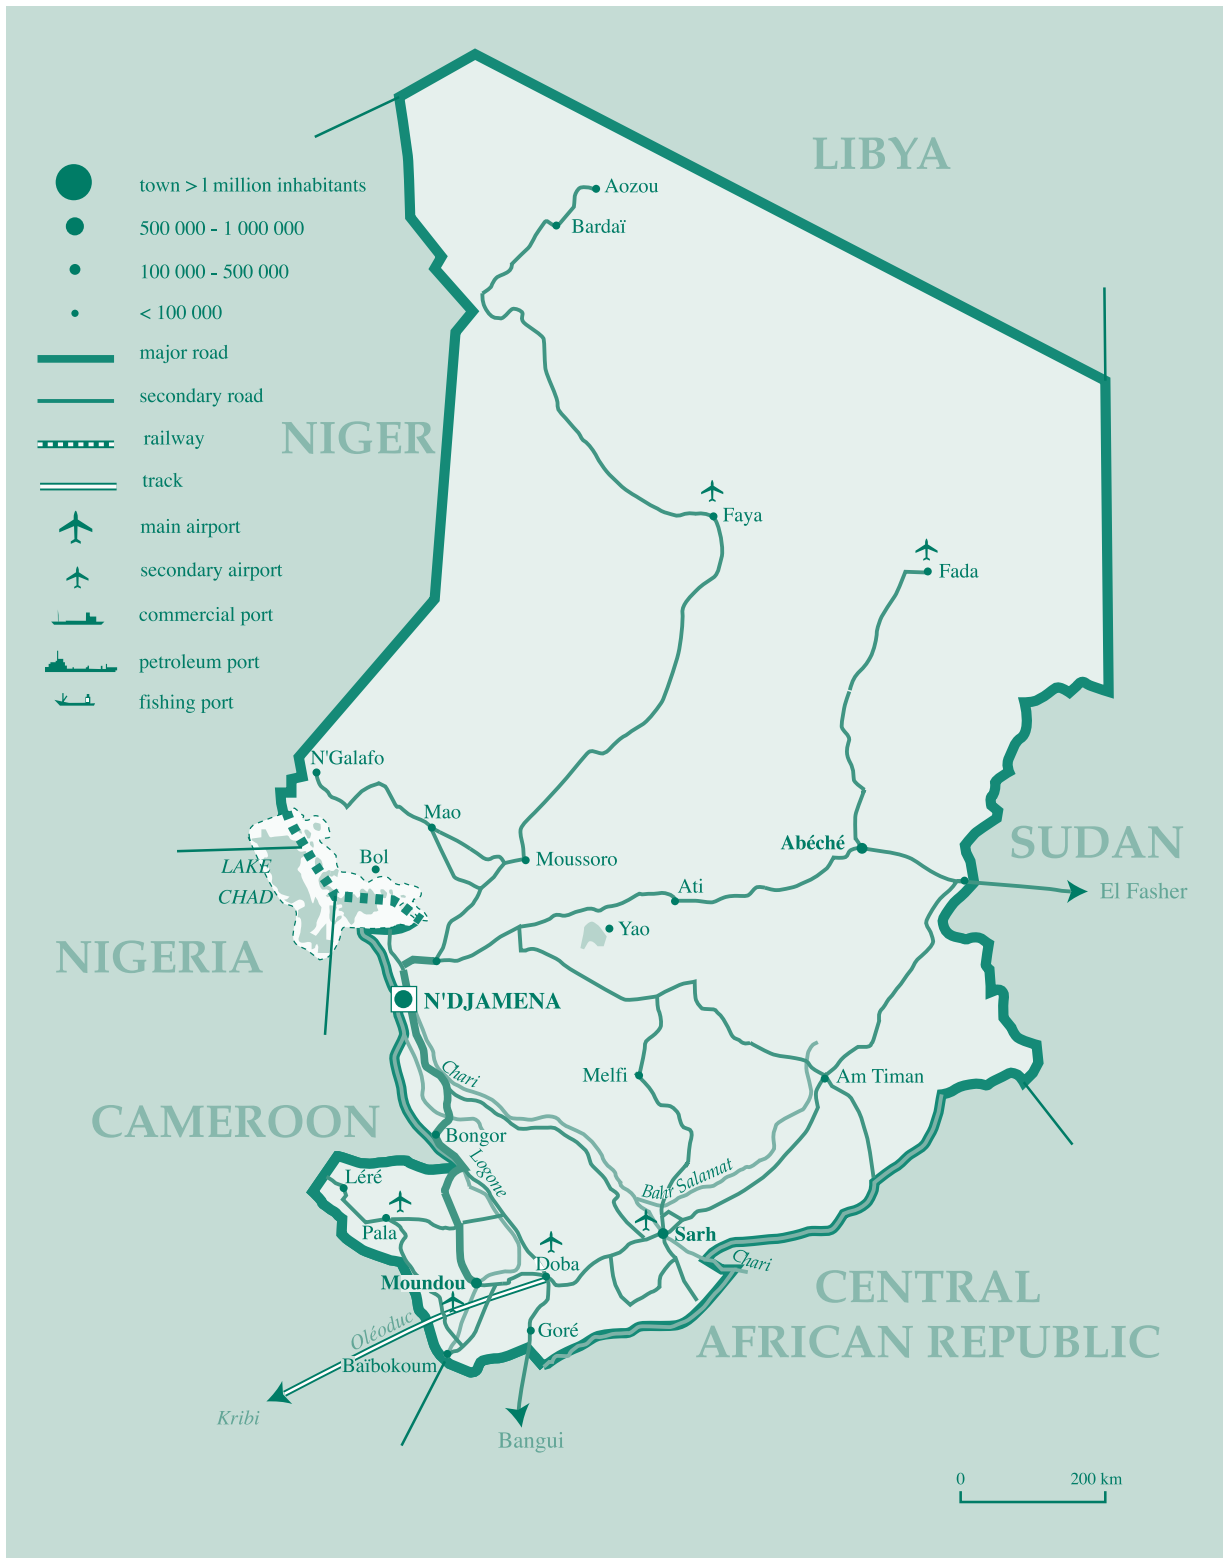 LIBYA
Aozou
town > l million inhabitants
Bardaï
500 000 - 1 000 000
100 000 - 500 000
< 100 000
major road
secondary road
NIGER
railway
track
Faya
main airport
Fada
secondary airport
commercial port
petroleum port
fishing port
N'Galafo
Mao
Abéché
SUDAN
Bol
Moussoro
LAKE
CHAD
Ati
El Fasher
Yao
NIGERIA
N'DJAMENA
Chari
Melfi
Am Timan
CAMEROON
Bongor
Logone
Léré
Bahr Salamat
Pala
Sarh
Doba
Chari
Moundou
CENTRAL
AFRICAN REPUBLIC
Oléoduc
Goré
Baïbokoum
Kribi
Bangui
0 200 km